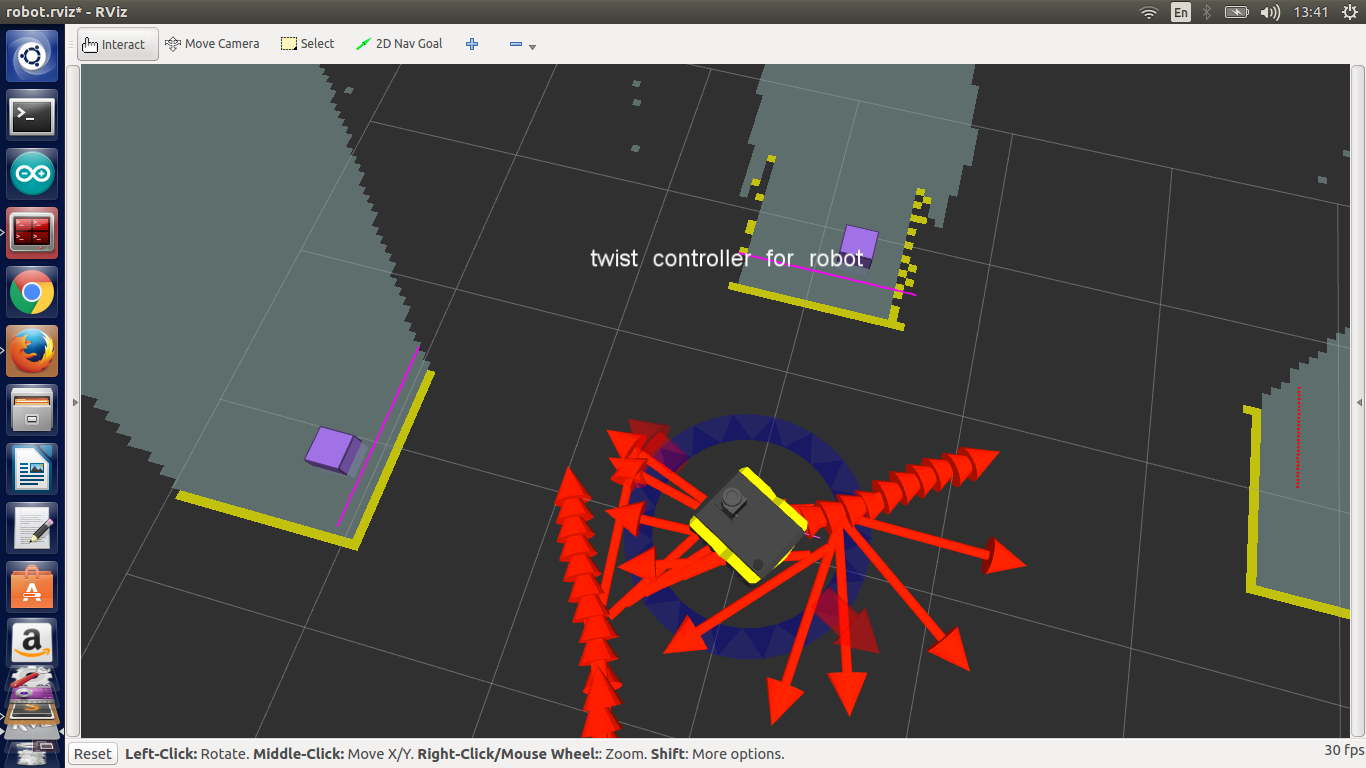 robot.rviz* - RViz
En
13:41
Interact
Move Camera
Select
2D Nav Goal
twist controller for robot
Reset
Left-Click: Rotate. Middle-Click: Move X/Y. Right-Click/Mouse Wheel:: Zoom. Shift: More options.
30 fps